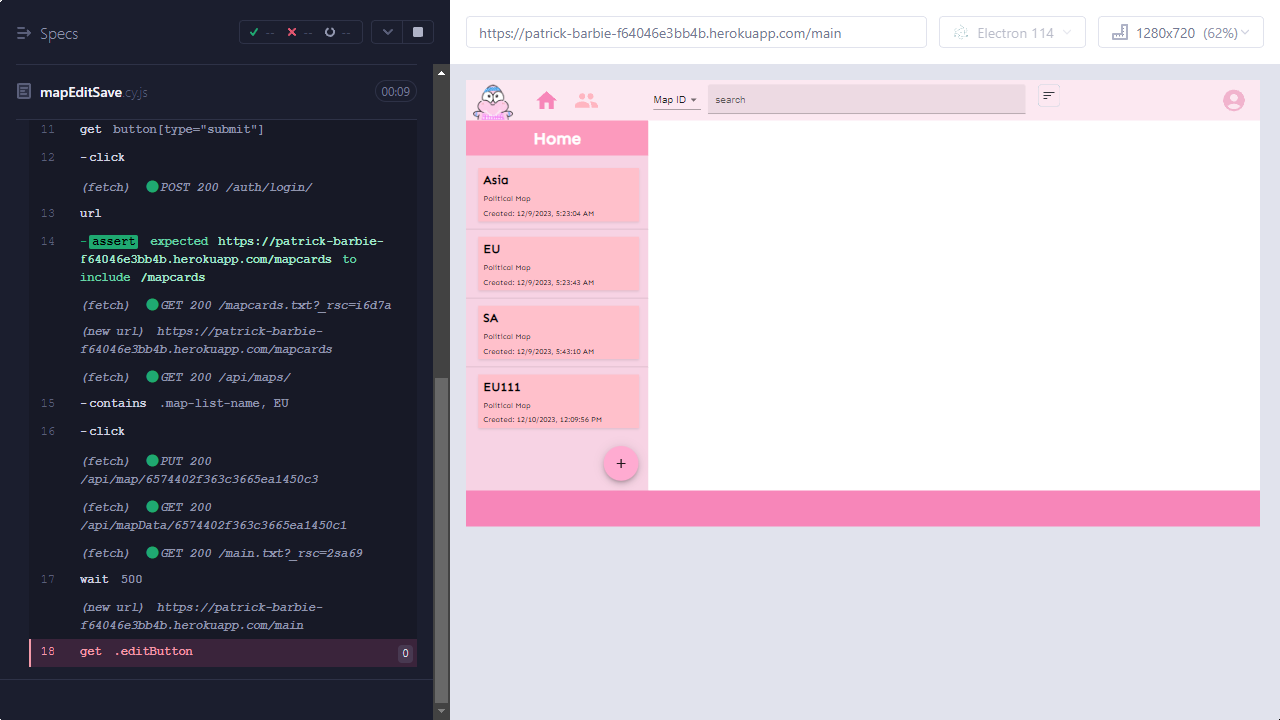 Specs
-- -- --
mapEditSave.cy.js
00:09
11 get button[type="submit"]
12 -click
(fetch) POST 200 /auth/login/
13 url
14 -assert expected https://patrick-barbie-
f64046e3bb4b.herokuapp.com/mapcards to
include /mapcards
(fetch) GET 200 /mapcards.txt?_rsc=i6d7a
(new url) https://patrick-barbie-
f64046e3bb4b.herokuapp.com/mapcards
(fetch) GET 200 /api/maps/
15 -contains .map-list-name, EU
16 -click
(fetch) PUT 200
/api/map/6574402f363c3665ea1450c3
(fetch) GET 200
/api/mapData/6574402f363c3665ea1450c1
(fetch) GET 200 /main.txt?_rsc=2sa69
17 wait 500
(new url) https://patrick-barbie-
f64046e3bb4b.herokuapp.com/main
18 get .editButton 0
https://patrick-barbie-f64046e3bb4b.herokuapp.com/main
Electron 114
1280x720 (62%)
Map ID
search
Home
Asia
Political Map
Created: 12/9/2023, 5:23:04 AM
EU
Political Map
Created: 12/9/2023, 5:23:43 AM
SA
Political Map
Created: 12/9/2023, 5:43:10 AM
EU111
Political Map
Created: 12/10/2023, 12:09:56 PM
+